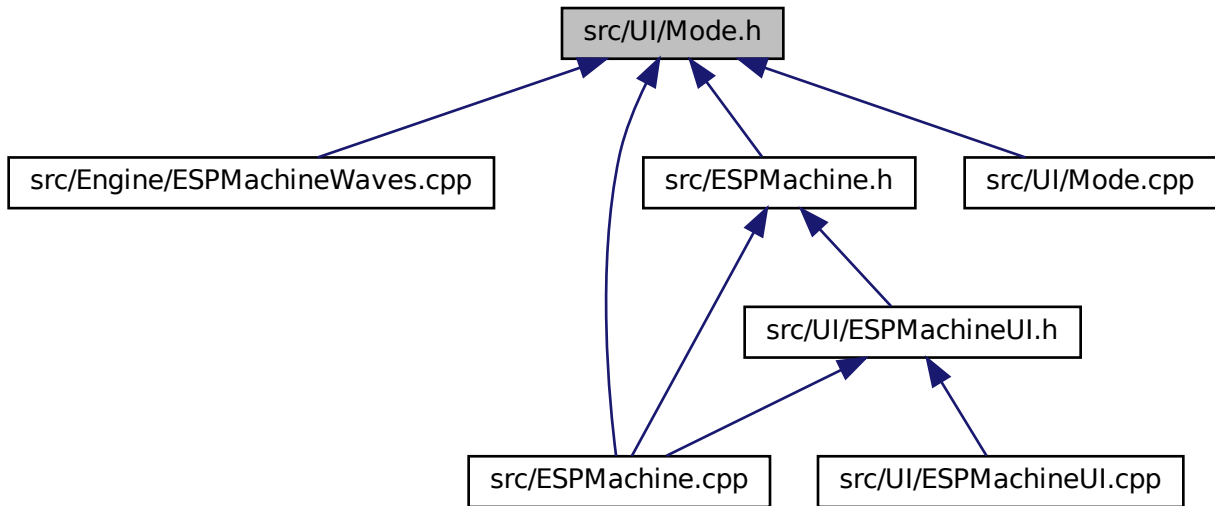 src/UI/Mode.h
src/Engine/ESPMachineWaves.cpp
src/ESPMachine.h
src/UI/Mode.cpp
src/UI/ESPMachineUI.h
src/ESPMachine.cpp
src/UI/ESPMachineUI.cpp